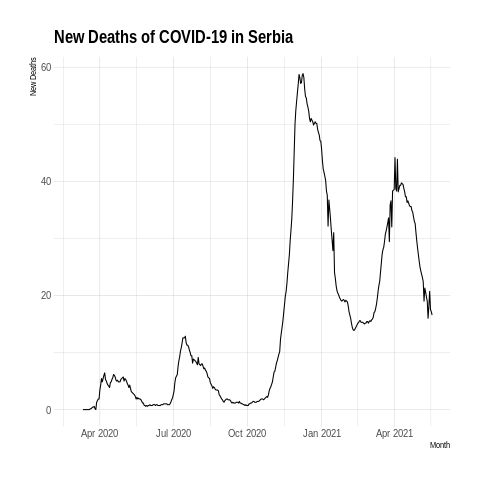 New Deaths of COVID-19 in Serbia
New Deaths
60
40
20
0
Apr 2020 Jul 2020 Oct 2020 Jan 2021 Apr 2021
Month